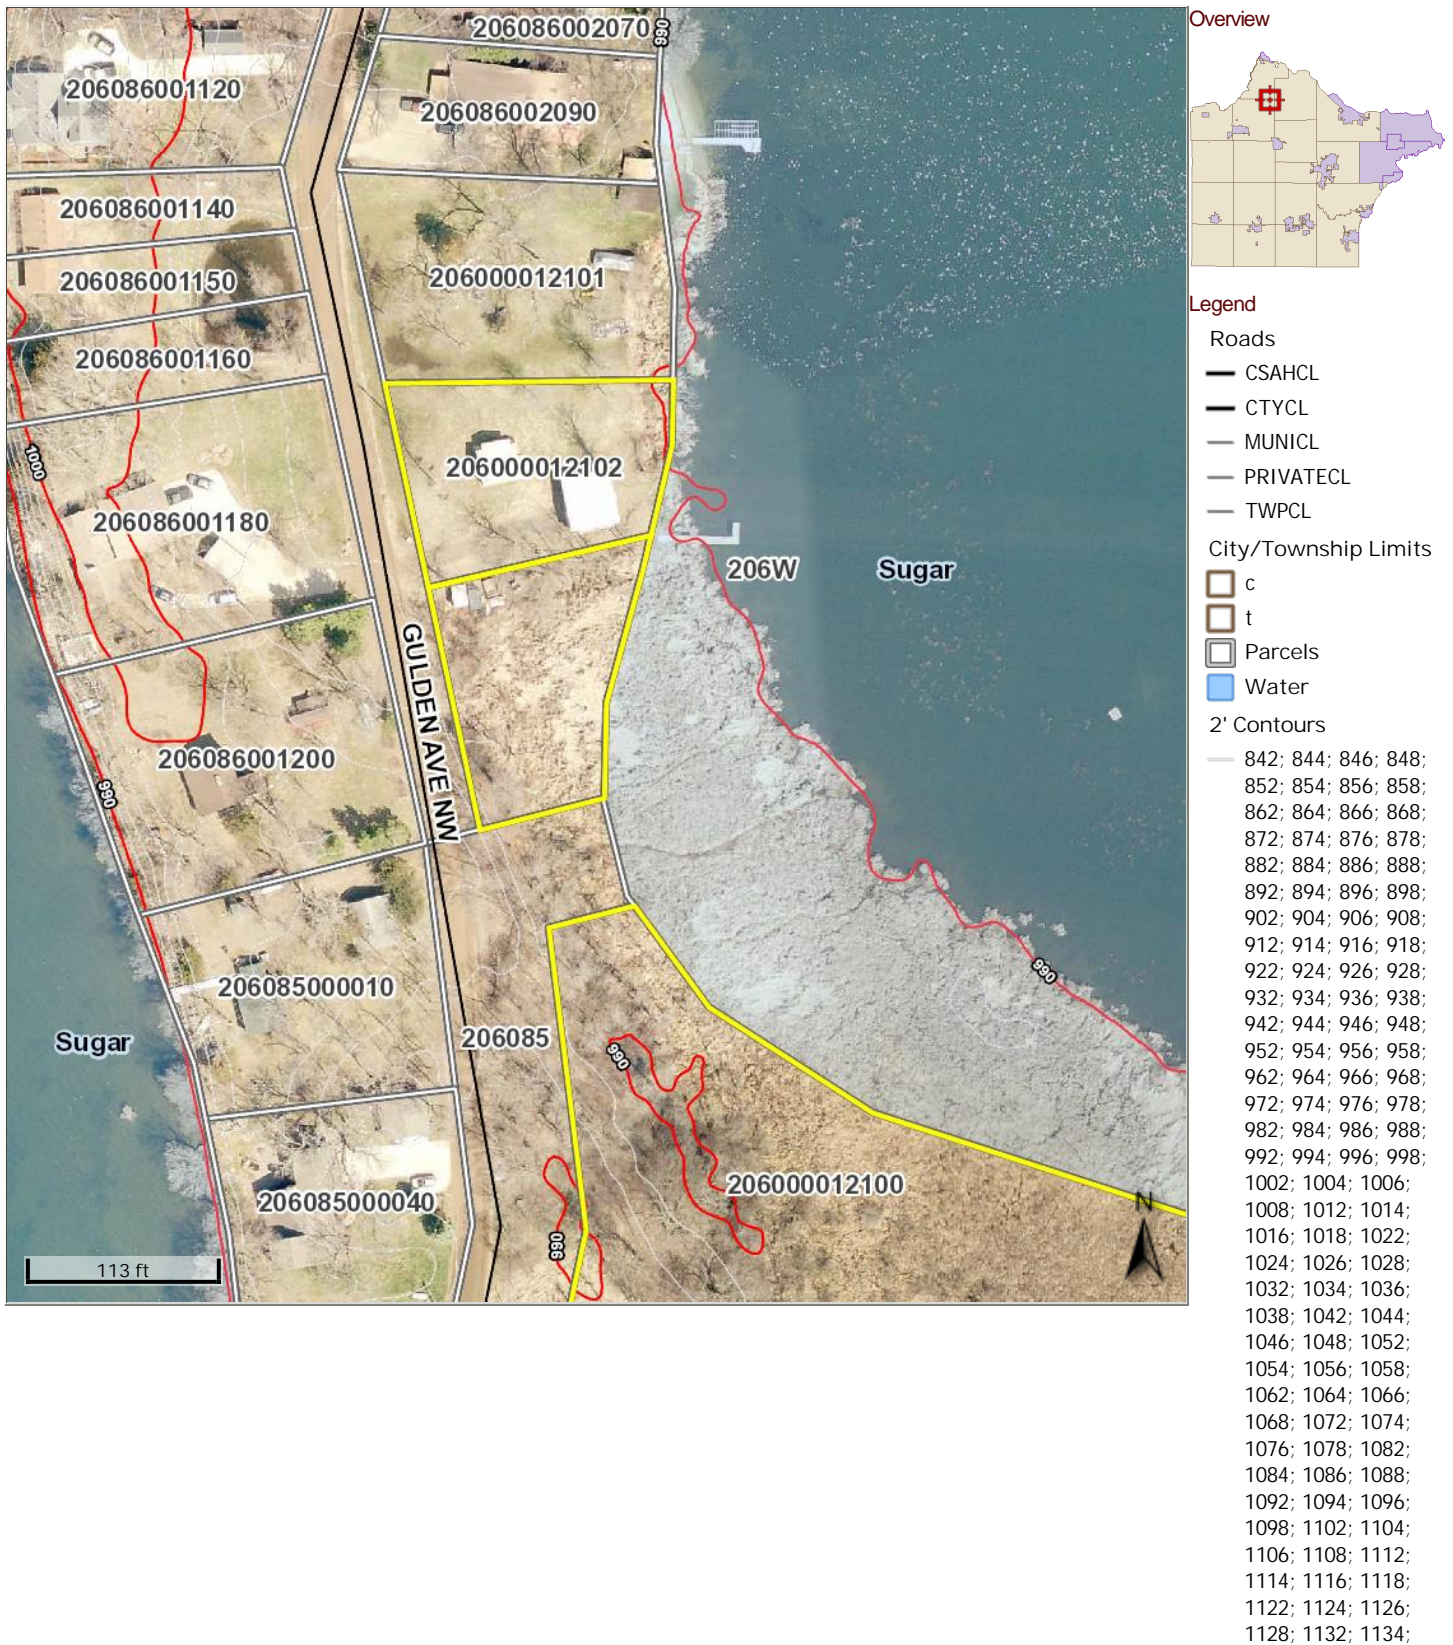 206086002070
990
206086001120
206086002090
206086001140
206086001150
206000012101
206086001160
1000
206000012102
206086001180
206W
Sugar
GULDEN AVE NW
206086001200
990
990
206085000010
Sugar
206085
990
206000012100
206085000040
990
N
113 ft
Overview
Legend
Roads
CSAHCL
CTYCL
MUNICL
PRIVATECL
TWPCL
City/Township Limits
c
t
Parcels
Water
2' Contours
842; 844; 846; 848;
852; 854; 856; 858;
862; 864; 866; 868;
872; 874; 876; 878;
882; 884; 886; 888;
892; 894; 896; 898;
902; 904; 906; 908;
912; 914; 916; 918;
922; 924; 926; 928;
932; 934; 936; 938;
942; 944; 946; 948;
952; 954; 956; 958;
962; 964; 966; 968;
972; 974; 976; 978;
982; 984; 986; 988;
992; 994; 996; 998;
1002; 1004; 1006;
1008; 1012; 1014;
1016; 1018; 1022;
1024; 1026; 1028;
1032; 1034; 1036;
1038; 1042; 1044;
1046; 1048; 1052;
1054; 1056; 1058;
1062; 1064; 1066;
1068; 1072; 1074;
1076; 1078; 1082;
1084; 1086; 1088;
1092; 1094; 1096;
1098; 1102; 1104;
1106; 1108; 1112;
1114; 1116; 1118;
1122; 1124; 1126;
1128; 1132; 1134;